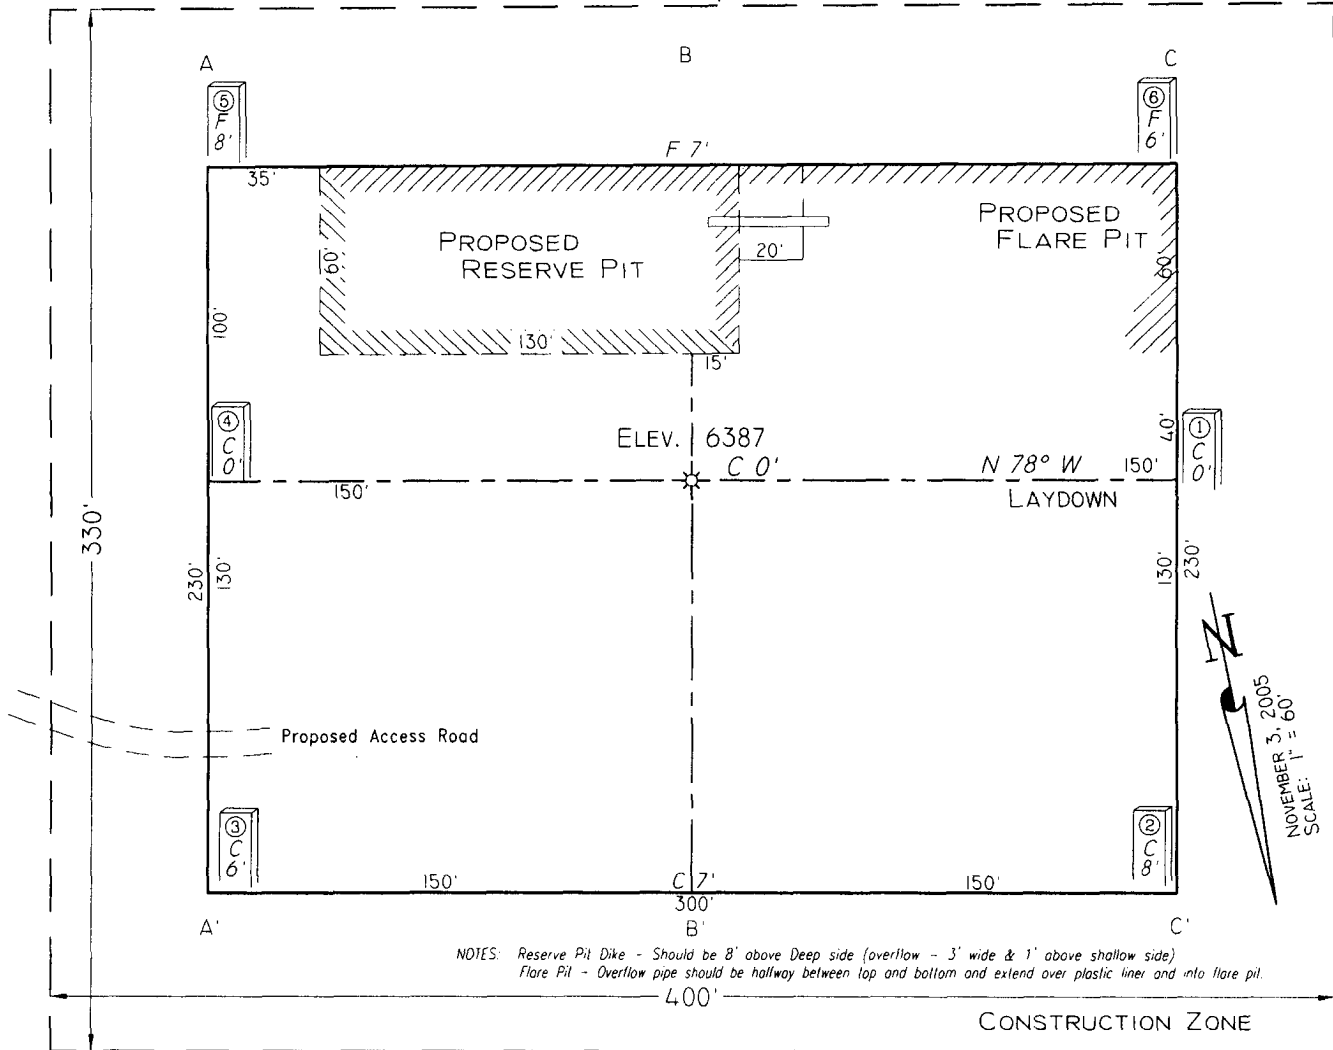 A
B
C
5
F
8'
6
F
6'
F 7'
35'
PROPOSED
RESERVE PIT
PROPOSED
FLARE PIT
60'
20'
60'
100'
130'
15'
4
C
0'
ELEV. 6387
C 0'
N 78° W
40'
1
C
0'
150'
150'
LAYDOWN
330'
230'
130'
130'
230'
N
NOVEMBER 3, 2005
SCALE: 1" = 60'
Proposed Access Road
3
C
6'
2
C
8'
150'
C 7'
150'
300'
A'
B'
C'
NOTES: Reserve Pit Dike - Should be 8' above Deep side (overflow - 3' wide & 1' above shallow side)
Flare Pit - Overflow pipe should be halfway between top and bottom and extend over plastic liner and into flare pit.
400'
CONSTRUCTION ZONE